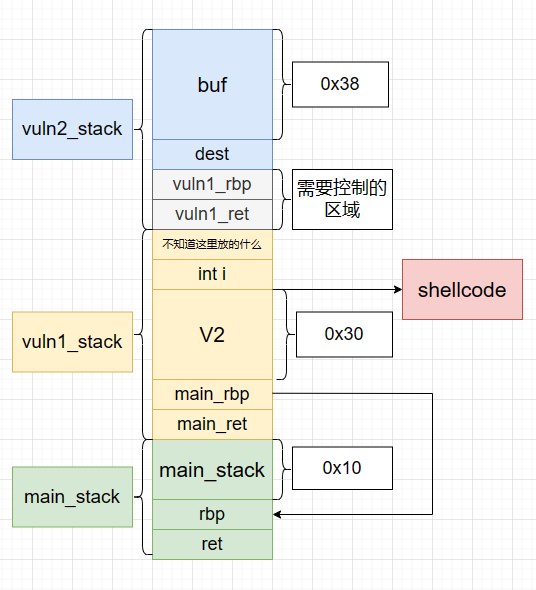 buf
0x38
vuln2_stack
dest
vuln1_rbp
需要控制的
区域
vuln1_ret
不知道这里放的什么
int i
shellcode
V2
0x30
vuln1_stack
main_rbp
main_ret
main_stack
0x10
main_stack
rbp
ret